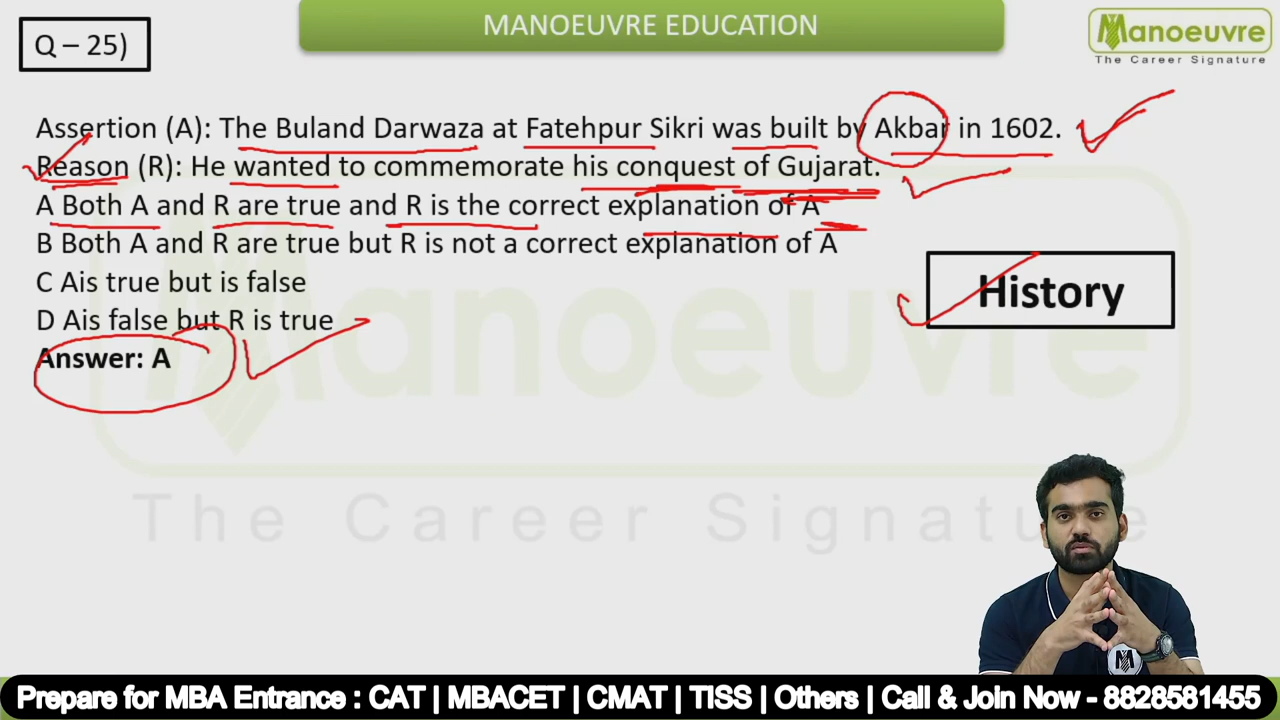 Q – 25)
MANOEUVRE EDUCATION
Manoeuvre
The Career Signature
Assertion (A): The Buland Darwaza at Fatehpur Sikri was built by Akbar in 1602.
Reason (R): He wanted to commemorate his conquest of Gujarat.
A Both A and R are true and R is the correct explanation of A
B Both A and R are true but R is not a correct explanation of A
C Ais true but is false
D Ais false but R is true
Answer: A
History
Manoeuvre
The Career Signature
Prepare for MBA Entrance : CAT | MBACET | CMAT | TISS | Others | Call & Join Now - 8828581455